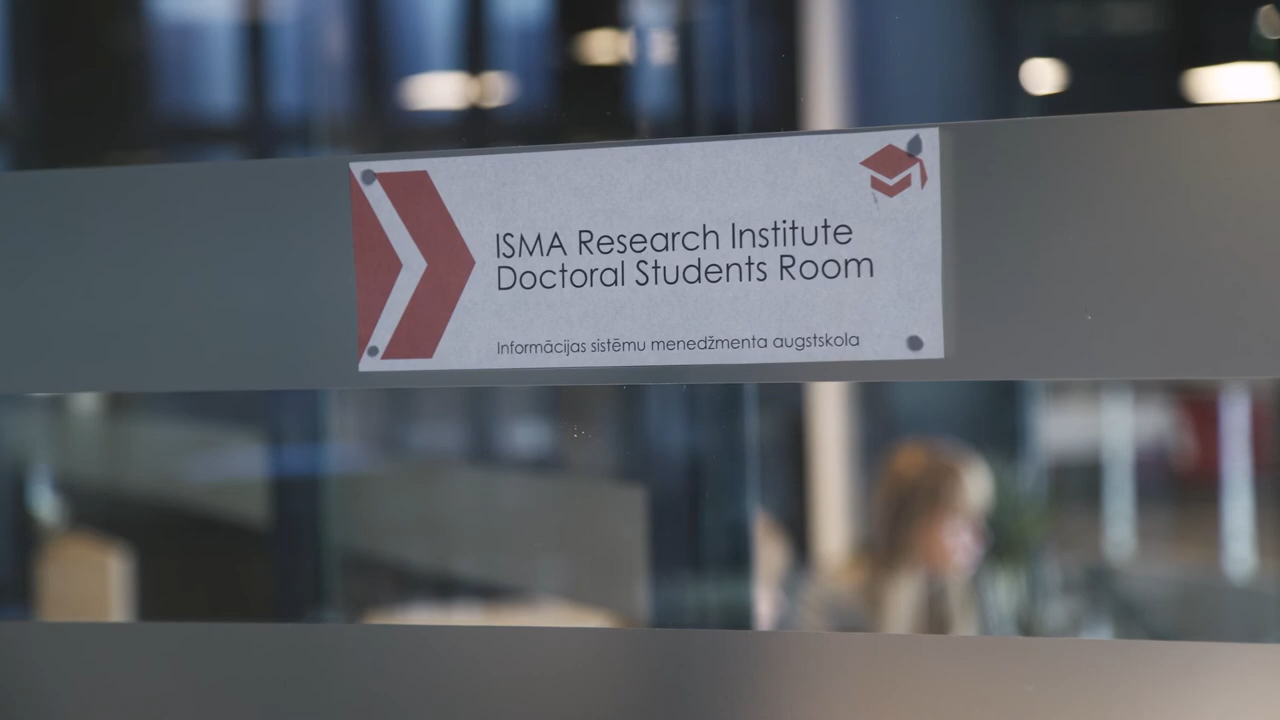 ISMA Research Institute
Doctoral Students Room
Informācijas sistēmu menedžmenta augstskola